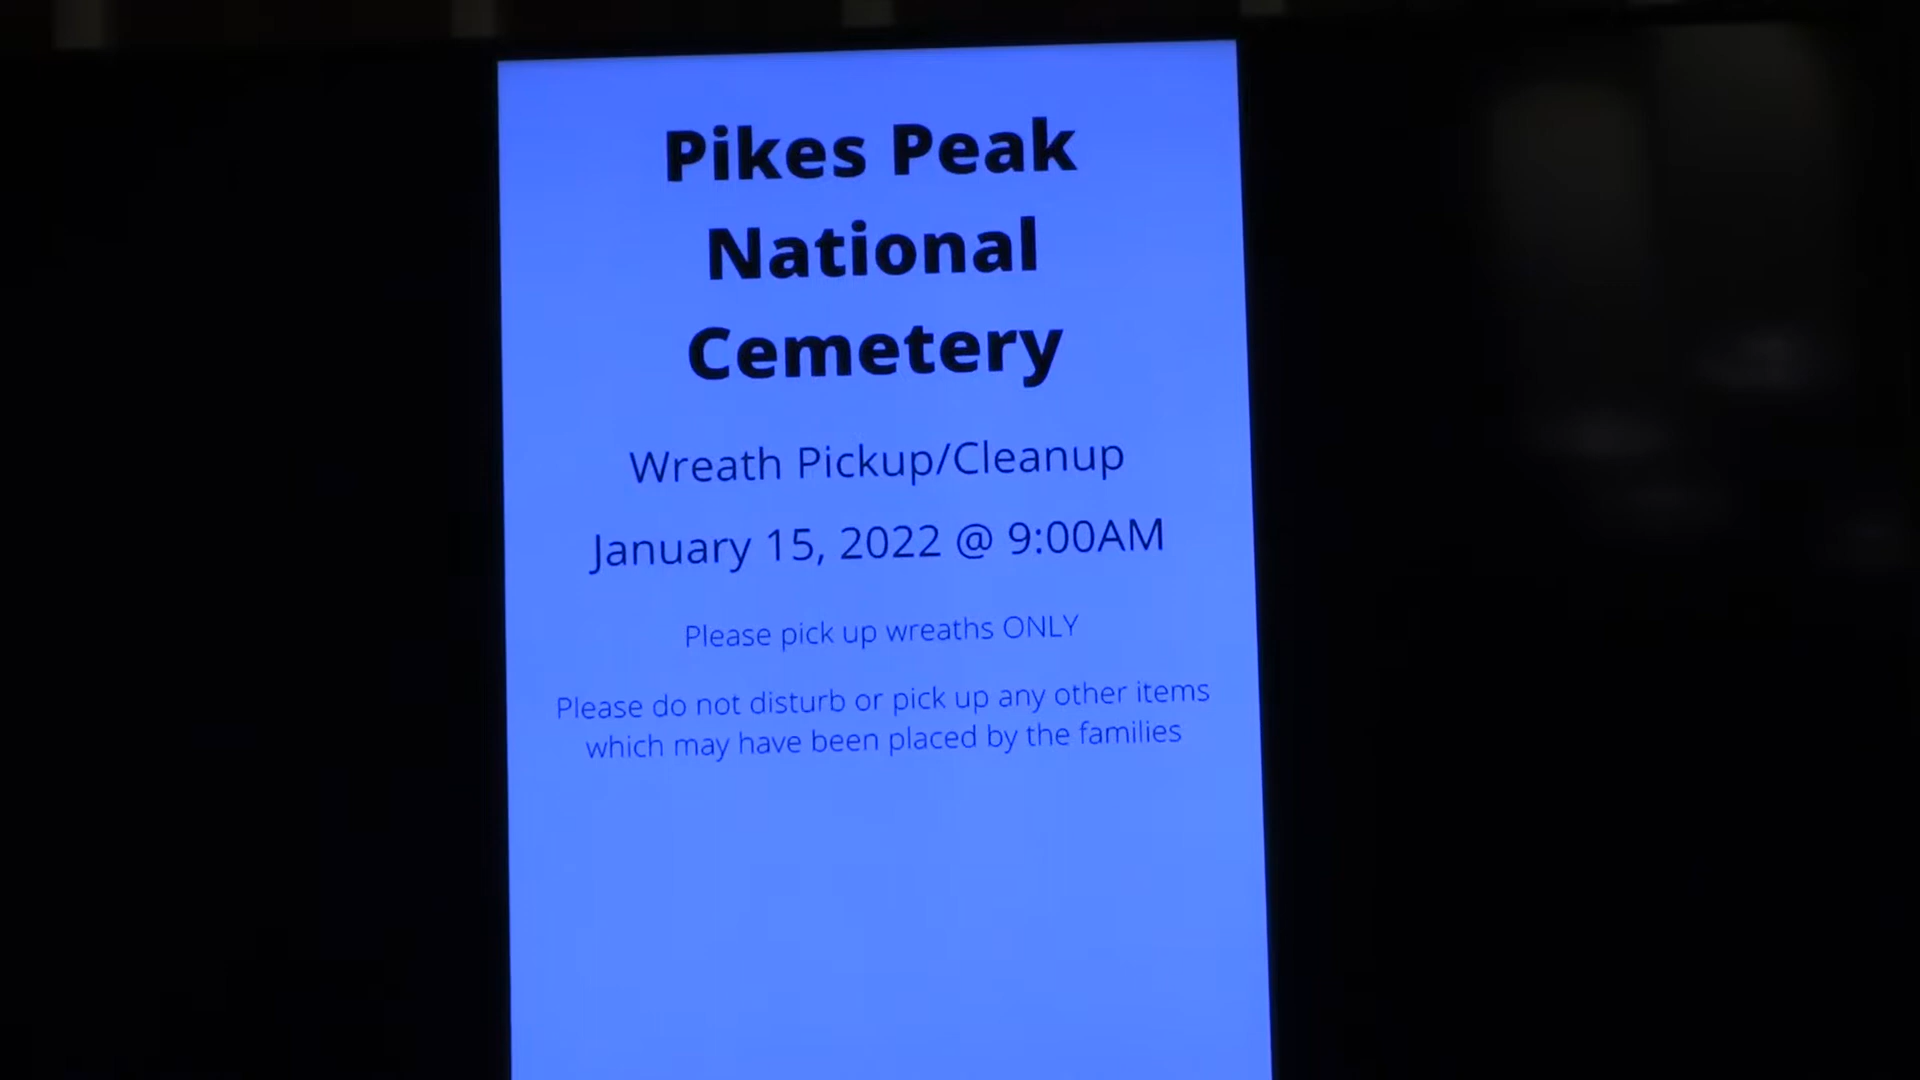 Pikes Peak
National
Cemetery
Wreath Pickup/Cleanup
January 15, 2022 @ 9:00AM
Please pick up wreaths ONLY
Please do not disturb or pick up any other items
which may have been placed by the families